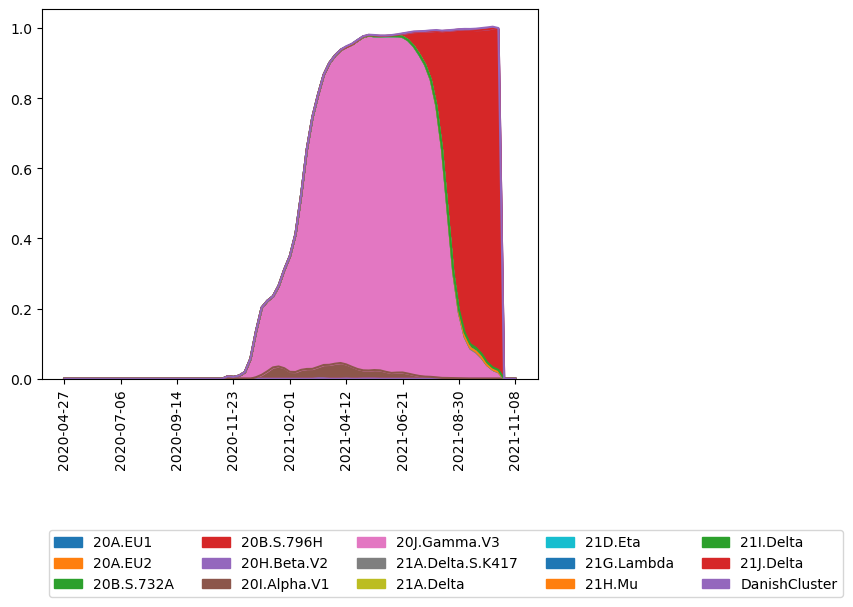 1.0
0.8
0.6
0.4
0.2
0.0
2020-04-27
2020-07-06
2020-09-14
2020-11-23
2021-02-01
2021-04-12
2021-06-21
2021-08-30
2021-11-08
20A.EU1
20A.EU2
20B.S.732A
20B.S.796H
20H.Beta.V2
20I.Alpha.V1
20J.Gamma.V3
21A.Delta.S.K417
21A.Delta
21D.Eta
21G.Lambda
21H.Mu
21I.Delta
21J.Delta
DanishCluster